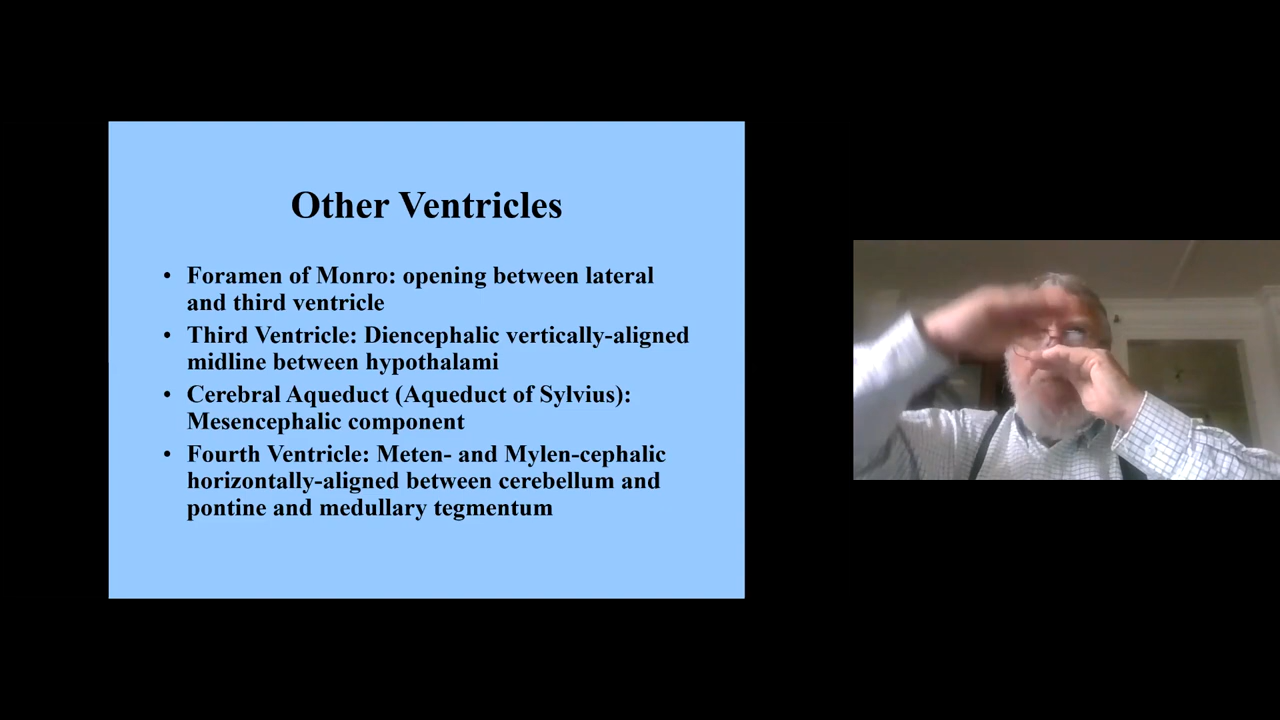 Other Ventricles
• Foramen of Monro: opening between lateral
and third ventricle
• Third Ventricle: Diencephalic vertically-aligned
midline between hypothalami
• Cerebral Aqueduct (Aqueduct of Sylvius):
Mesencephalic component
• Fourth Ventricle: Meten- and Mylen-cephalic
horizontally-aligned between cerebellum and
pontine and medullary tegmentum